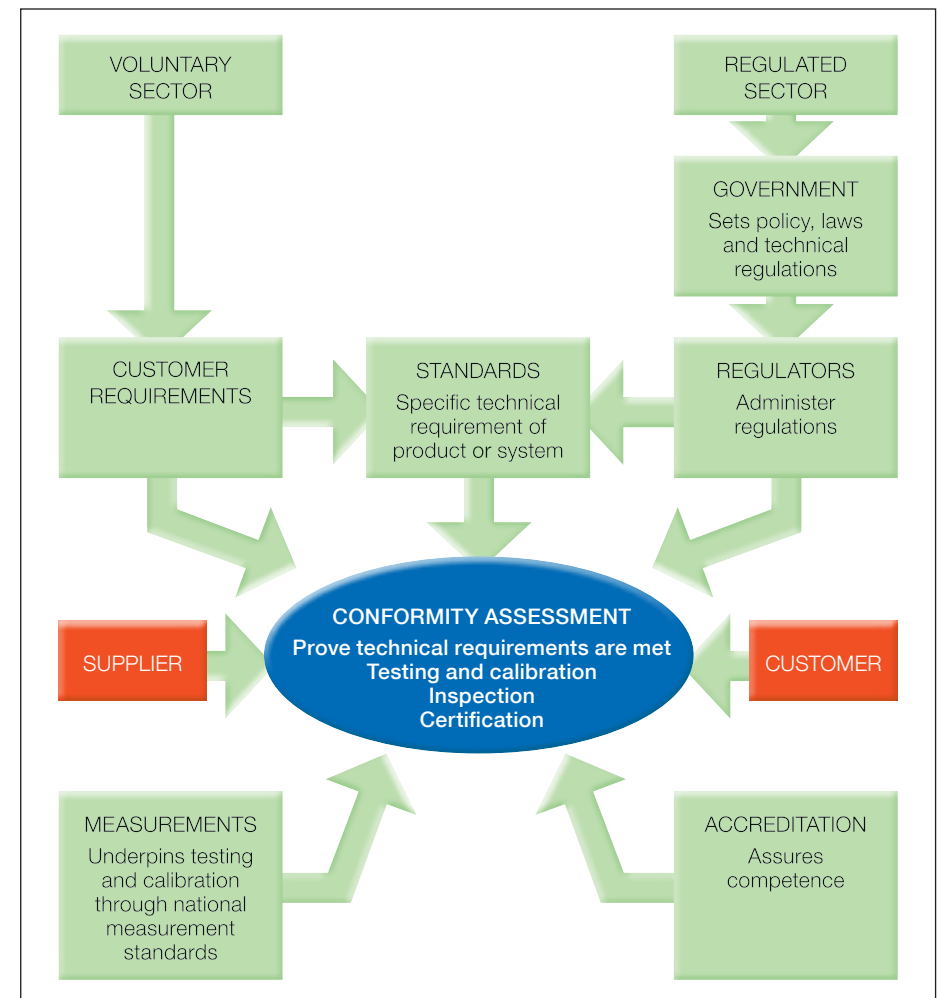 VOLUNTARY
SECTOR
REGULATED
SECTOR
GOVERNMENT
Sets policy, laws
and technical
regulations
CUSTOMER
REQUIREMENTS
STANDARDS
Specific technical
requirement of
product or system
REGULATORS
Administer
regulations
CONFORMITY ASSESSMENT
Prove technical requirements are met
Testing and calibration
Inspection
Certification
SUPPLIER
CUSTOMER
MEASUREMENTS
Underpins testing
and calibration
through national
measurement
standards
ACCREDITATION
Assures
competence